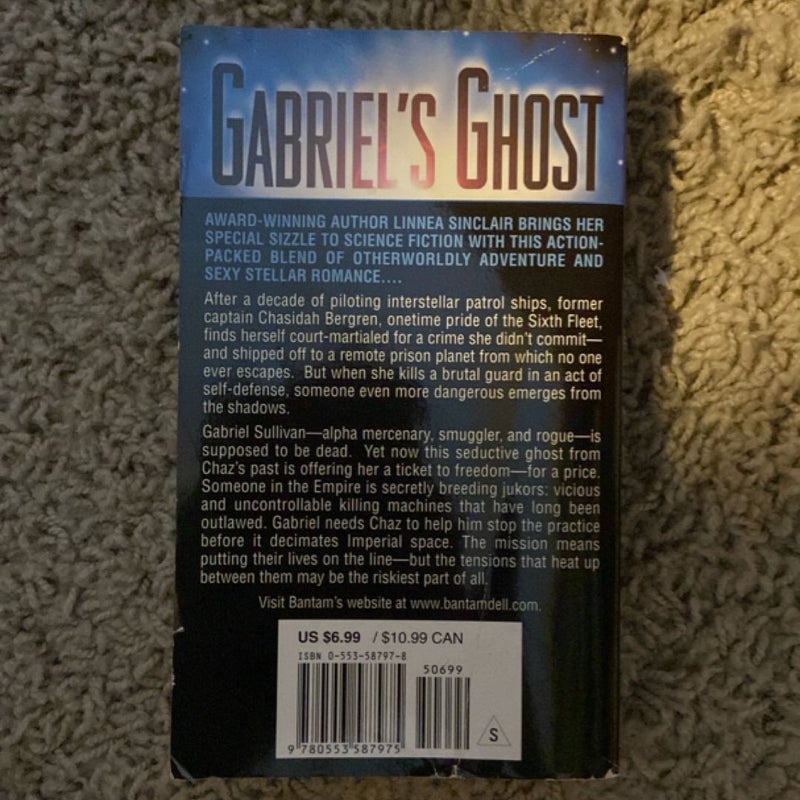 GABRIEL'S GHOST
AWARD-WINNING AUTHOR LINNEA SINCLAIR BRINGS HER
SPECIAL SIZZLE TO SCIENCE FICTION WITH THIS ACTION-
PACKED BLEND OF OTHERWORLDLY ADVENTURE AND
SEXY STELLAR ROMANCE....
After a decade of piloting interstellar patrol ships, former
captain Chasidah Bergren, onetime pride of the Sixth Fleet,
finds herself court-martialed for a crime she didn't commit—
and shipped off to a remote prison planet from which no one
ever escapes. But when she kills a brutal guard in an act of
self-defense, someone even more dangerous emerges from
the shadows.
Gabriel Sullivan—alpha mercenary, smuggler, and rogue—is
supposed to be dead. Yet now this seductive ghost from
Chaz's past is offering her a ticket to freedom—for a price.
Someone in the Empire is secretly breeding jukors: vicious
and uncontrollable killing machines that have long been
outlawed. Gabriel needs Chaz to help him stop the practice
before it decimates Imperial space. The mission means
putting their lives on the line—but the tensions that heat up
between them may be the riskiest part of all.
Visit Bantam's website at www.bantamdell.com.
US $6.99 / $10.99 CAN
ISBN 0-553-58797-8
50699
S
9 780553 587975